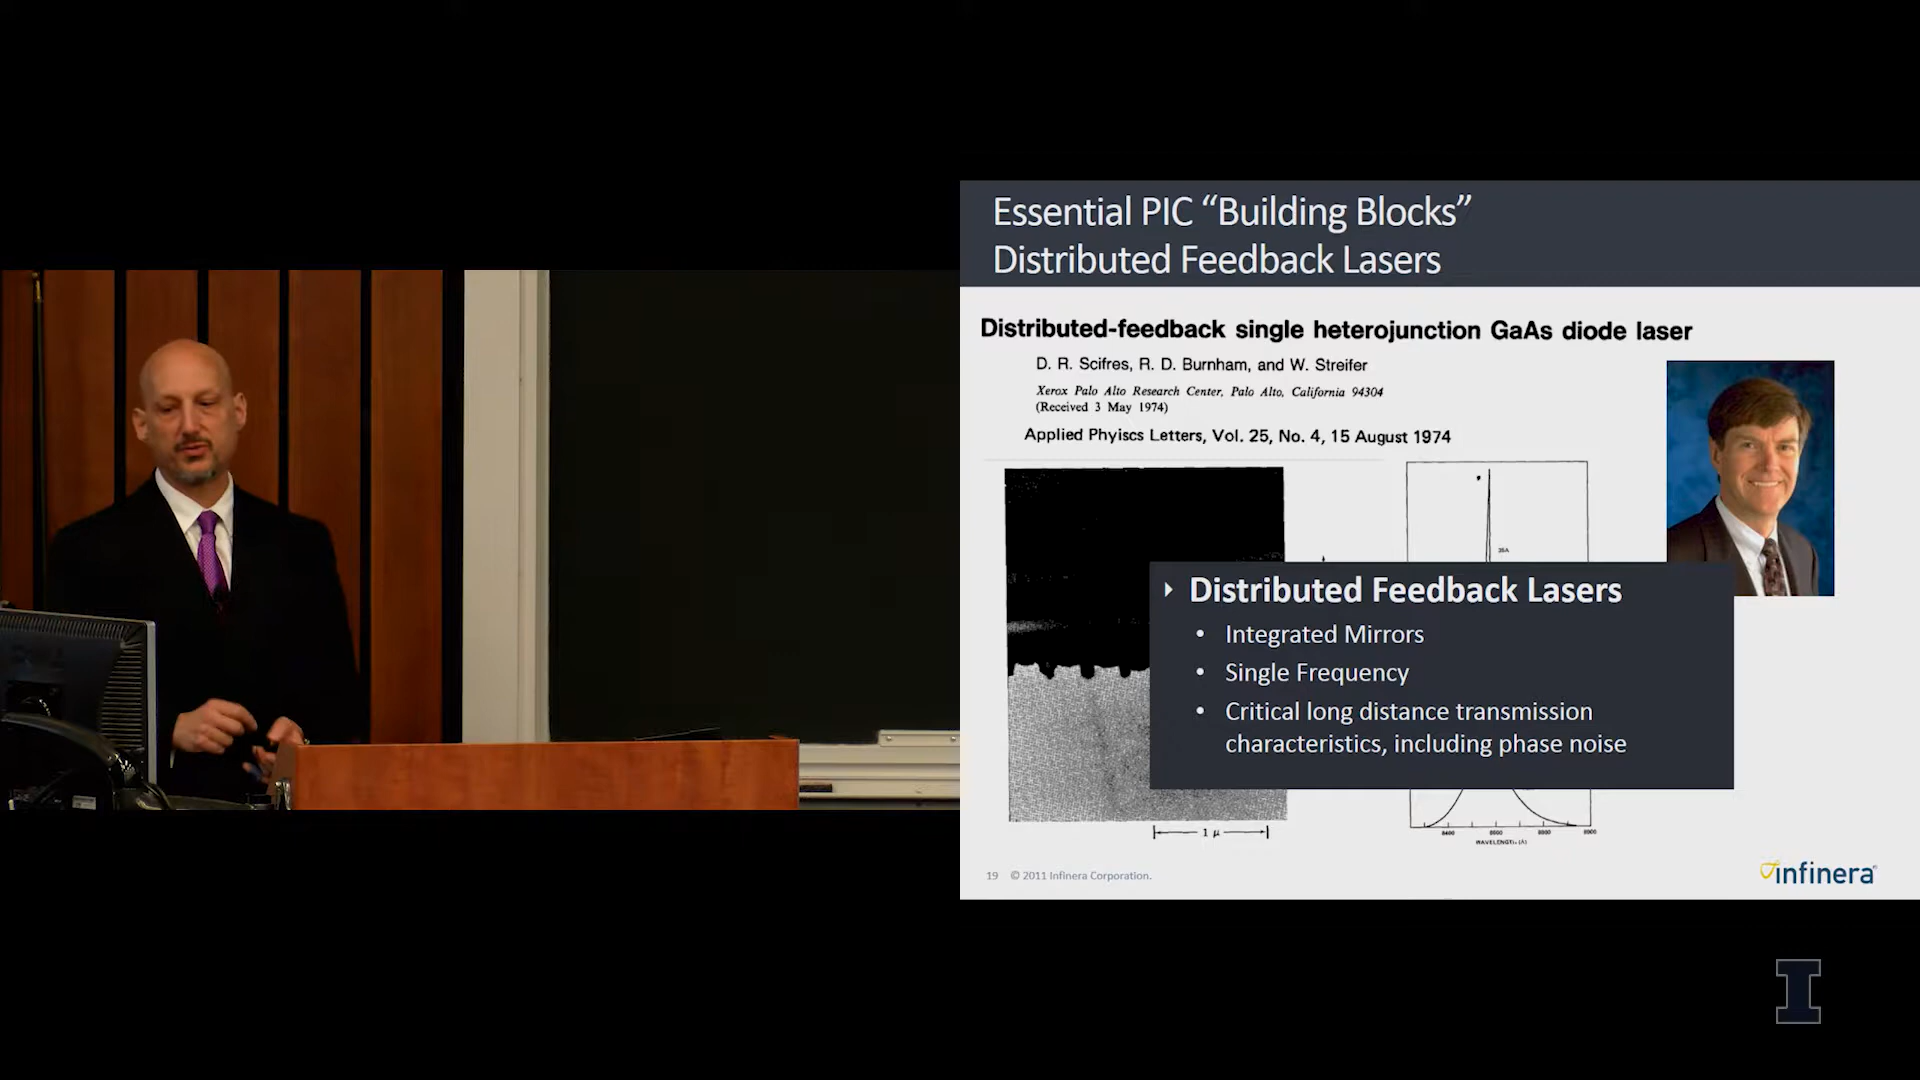 Essential PIC “Building Blocks”
Distributed Feedback Lasers
Distributed-feedback single heterojunction GaAs diode laser
D. R. Scifres, R. D. Burnham, and W. Streifer
Xerox Palo Alto Research Center, Palo Alto, California 94304
(Received 3 May 1974)
Applied Phyiscs Letters, Vol. 25, No. 4, 15 August 1974
Distributed Feedback Lasers
• Integrated Mirrors
• Single Frequency
• Critical long distance transmission
characteristics, including phase noise
1 μ
WAVELENGTH (Å)
19 © 2011 Infinera Corporation.
infinera
I